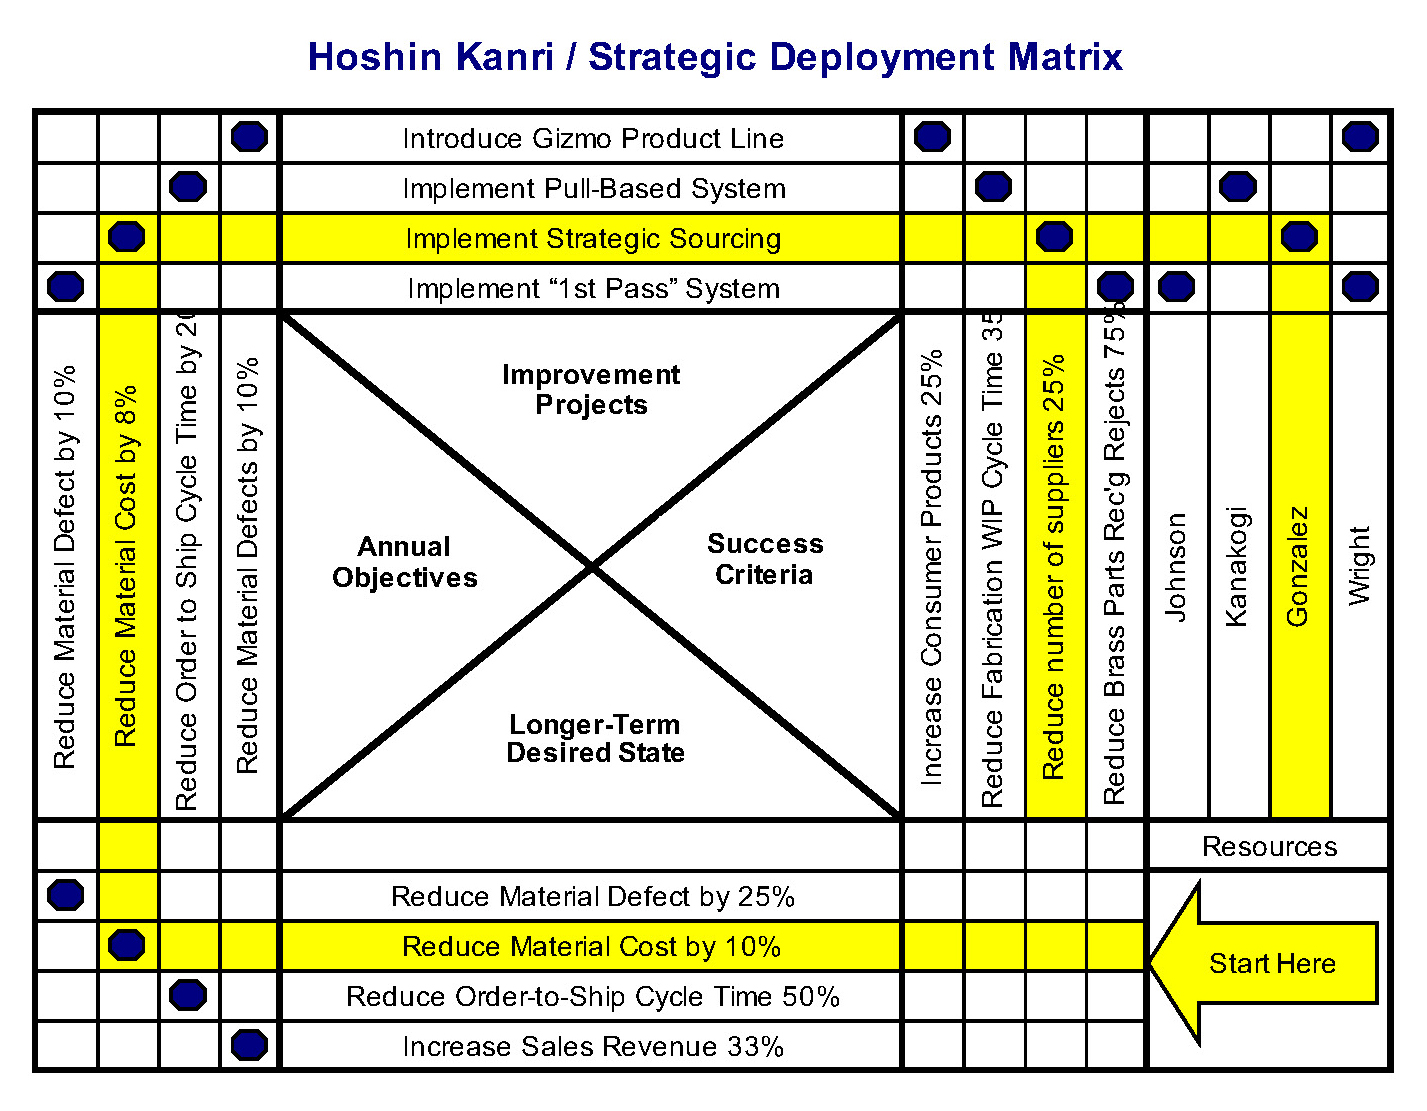 Hoshin Kanri / Strategic Deployment Matrix
Introduce Gizmo Product Line
Implement Pull-Based System
Implement Strategic Sourcing
Implement “1st Pass” System
Reduce Material Defect by 10%
Reduce Material Cost by 8%
Reduce Order to Ship Cycle Time by
Reduce Material Defects by 10%
Improvement
Projects
Annual
Objectives
Success
Criteria
Longer-Term
Desired State
Increase Consumer Products 25%
Reduce Fabrication WIP Cycle Time 35
Reduce number of suppliers 25%
Reduce Brass Parts Rec'g Rejects 75%
Johnson
Kanakogi
Gonzalez
Wright
Resources
Reduce Material Defect by 25%
Reduce Material Cost by 10%
Reduce Order-to-Ship Cycle Time 50%
Increase Sales Revenue 33%
Start Here